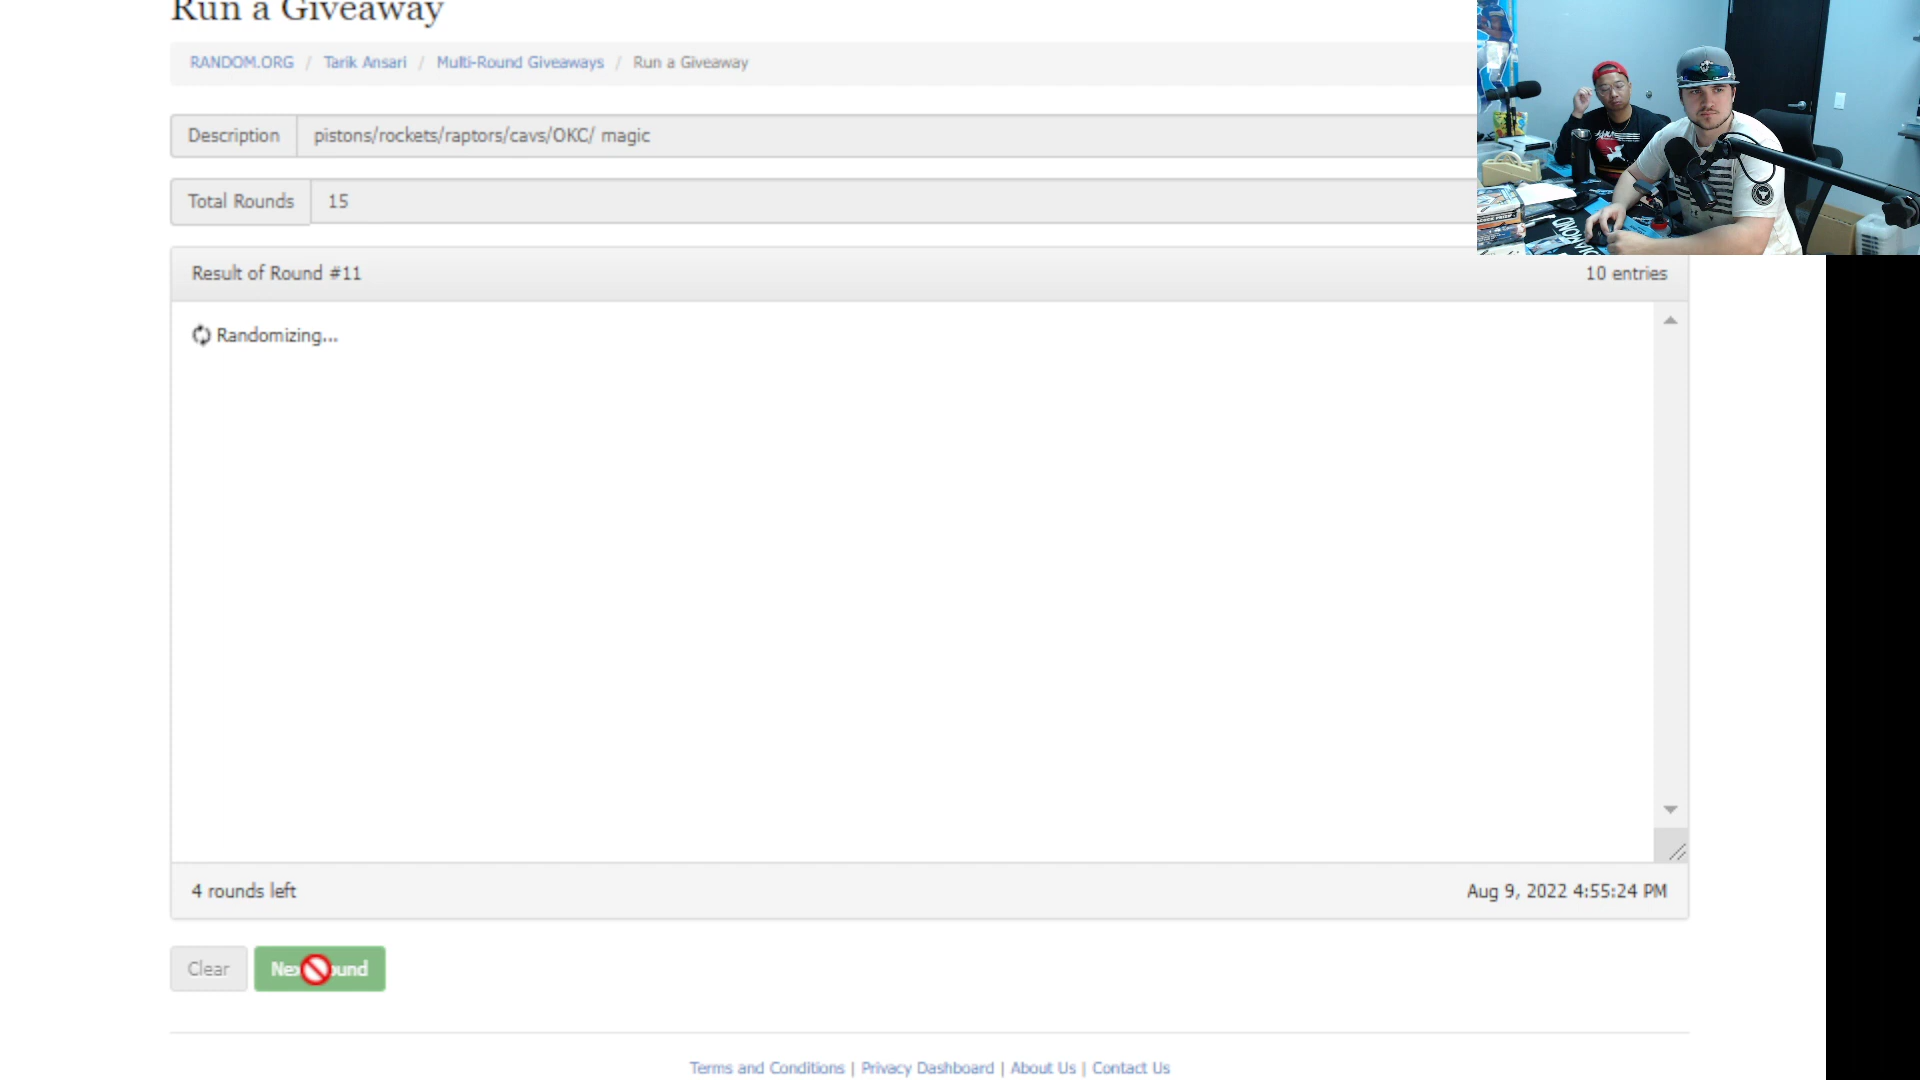 Run a Giveaway
RANDOM.ORG / Tarik Ansari / Multi-Round Giveaways / Run a Giveaway
Description pistons/rockets/raptors/cavs/OKC/ magic
Total Rounds 15
Result of Round #11 10 entries
Randomizing...
4 rounds left Aug 9, 2022 4:55:24 PM
Clear
Terms and Conditions | Privacy Dashboard | About Us | Contact Us